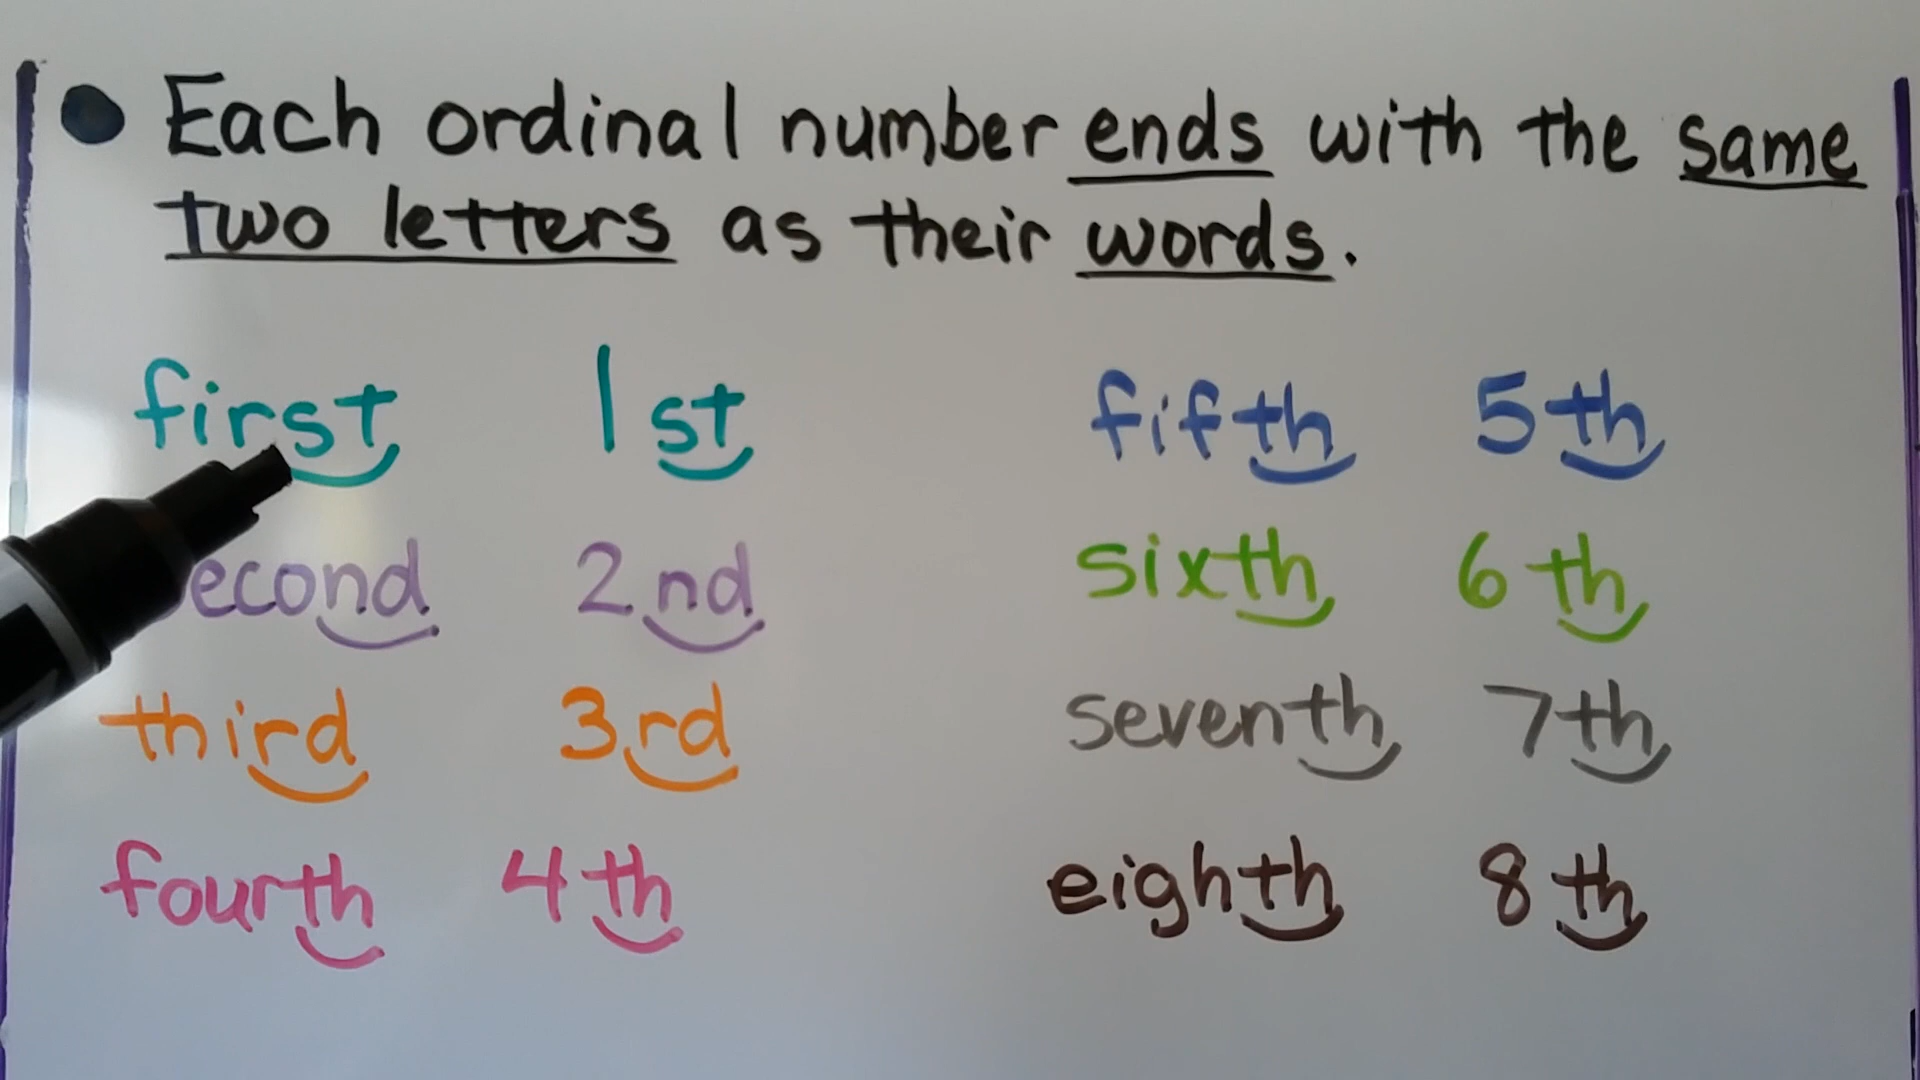 Each ordinal number ends with the same
two letters as their words.
first 1st
econd 2nd
third 3rd
fourth 4th
fifth 5th
sixth 6th
seventh 7th
eighth 8th